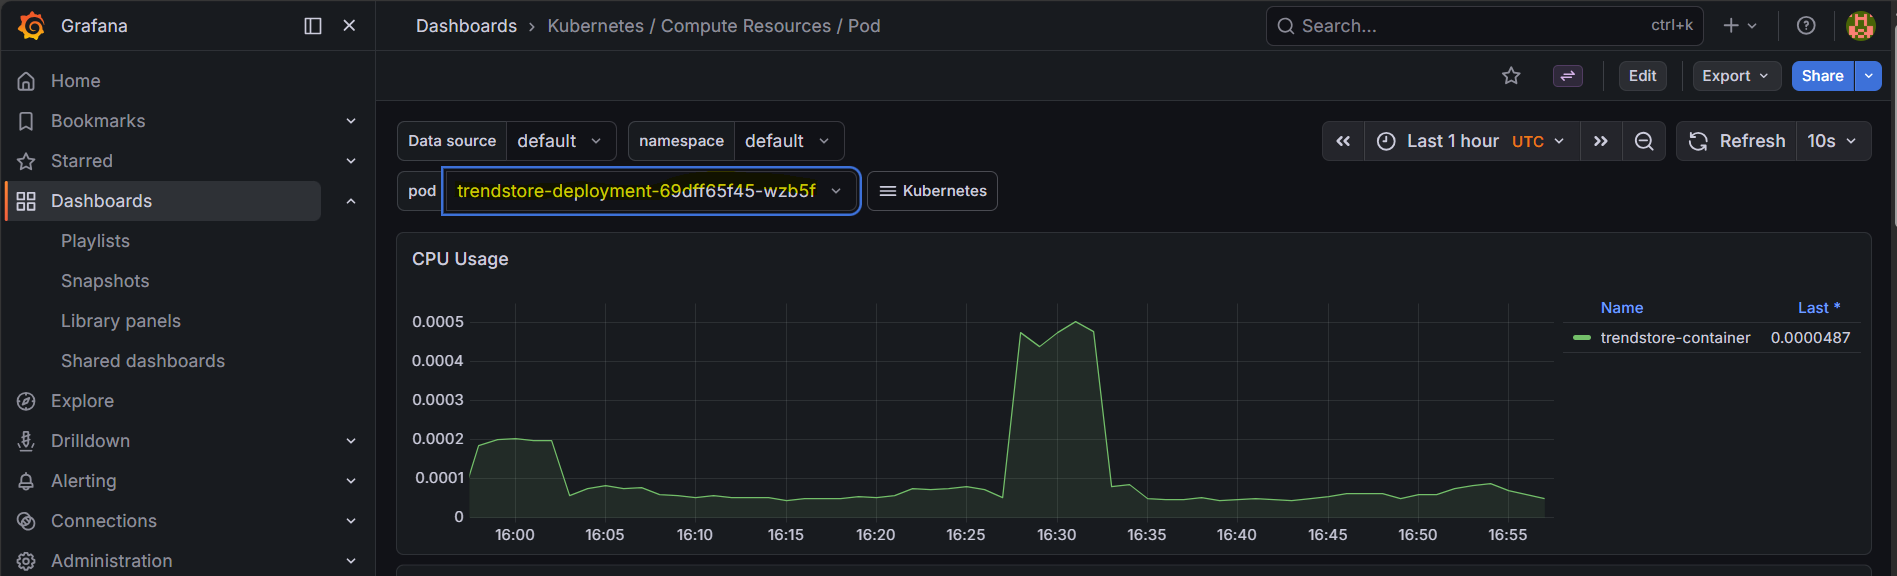 Grafana
Dashboards › Kubernetes / Compute Resources / Pod
Search... ctrl+k
Home
Bookmarks
Starred
Dashboards
Playlists
Snapshots
Library panels
Shared dashboards
Explore
Drilldown
Alerting
Connections
Administration
Edit Export Share
Data source default namespace default
Last 1 hour UTC Refresh 10s
pod trendstore-deployment-69dff65f45-wzb5f Kubernetes
CPU Usage
0.0005
0.0004
0.0003
0.0002
0.0001
0
16:00 16:05 16:10 16:15 16:20 16:25 16:30 16:35 16:40 16:45 16:50 16:55
Name Last *
trendstore-container 0.0000487